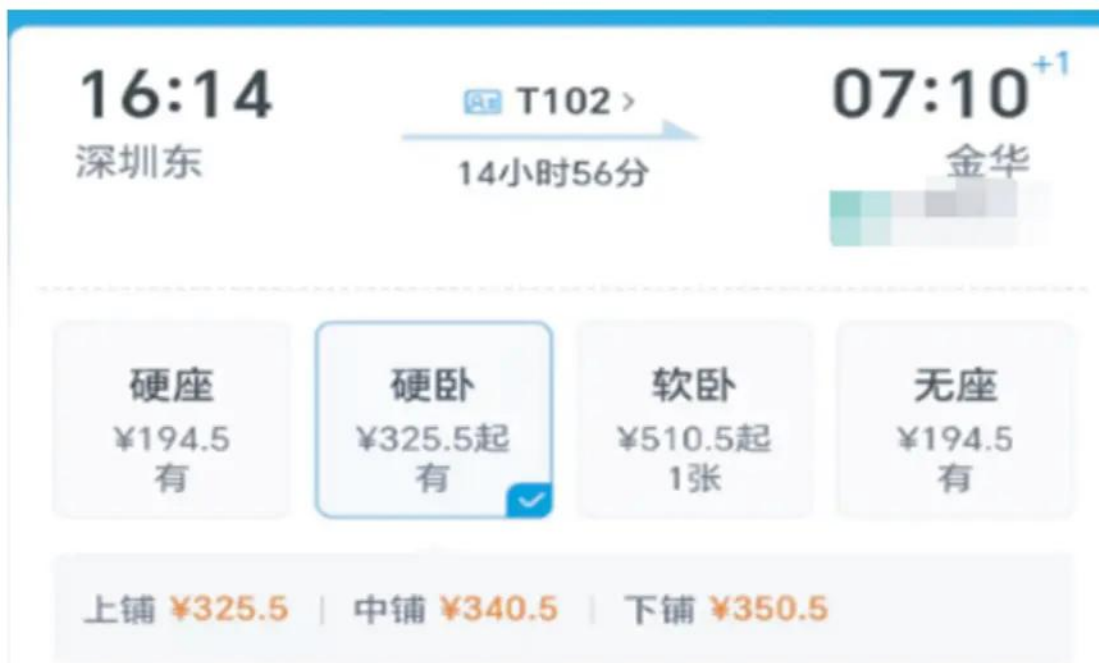 16:14 T102 > 07:10+1
深圳东 14小时56分 金华
硬座 硬卧 软卧 无座
¥194.5 ¥325.5起 ¥510.5起 ¥194.5
有 有 1张 有
上铺 ¥325.5 | 中铺 ¥340.5 | 下铺 ¥350.5